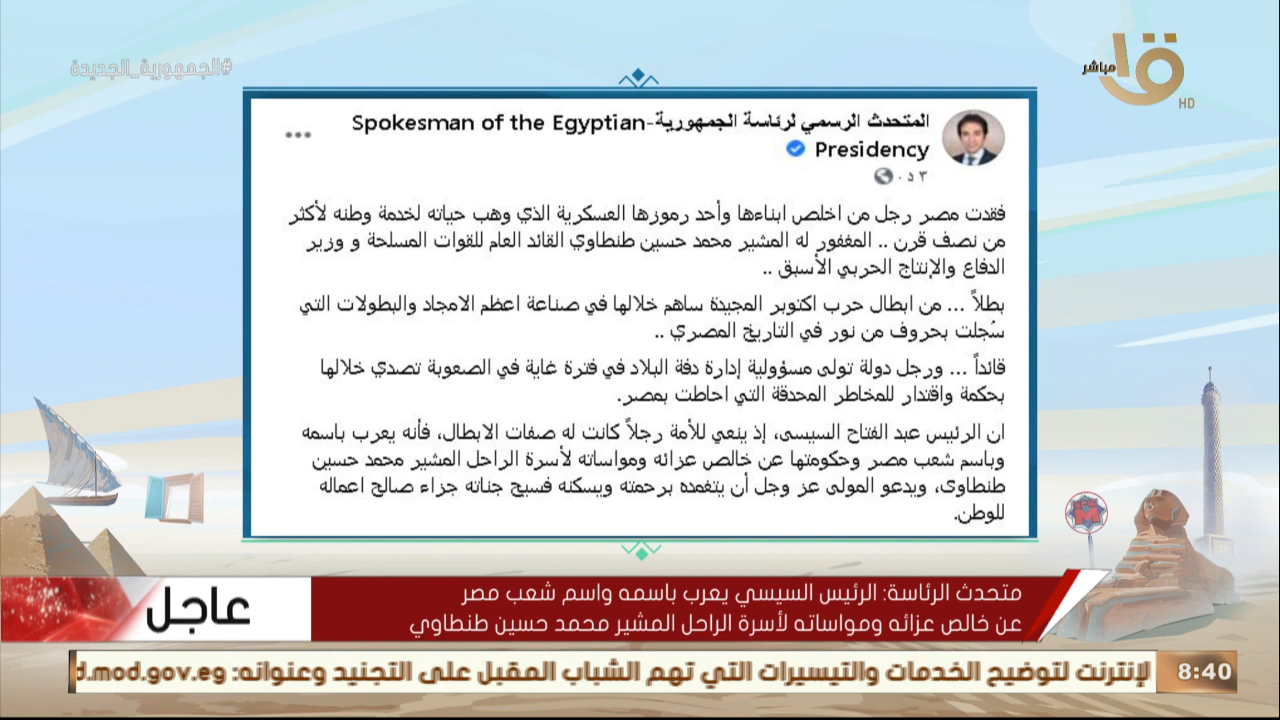 #الجمهورية_الجديدة
مباشر
HD
المتحدث الرسمي لرئاسة الجمهورية-Spokesman of the Egyptian
Presidency
٣ د ·
فقدت مصر رجل من اخلص ابناءها وأحد رموزها العسكرية الذي وهب حياته لخدمة وطنه لأكثر
من نصف قرن .. المغفور له المشير محمد حسين طنطاوي القائد العام للقوات المسلحة و وزير
الدفاع والإنتاج الحربي الأسبق ..
بطلاً ... من ابطال حرب اكتوبر المجيدة ساهم خلالها في صناعة اعظم الامجاد والبطولات التي
سُجلت بحروف من نور في التاريخ المصري ..
قائداً ... ورجل دولة تولى مسؤولية إدارة دفة البلاد في فترة غاية في الصعوبة تصدي خلالها
بحكمة واقتدار للمخاطر المحدقة التي احاطت بمصر.
ان الرئيس عبد الفتاح السيسى، إذ ينعي للأمة رجلاً كانت له صفات الابطال، فأنه يعرب باسمه
وباسم شعب مصر وحكومتها عن خالص عزائه ومواساته لأسرة الراحل المشير محمد حسين
طنطاوى، ويدعو المولى عز وجل أن يتغمده برحمته ويسكنه فسيح جناته جزاء صالح اعماله
للوطن.
عاجل
متحدث الرئاسة: الرئيس السيسي يعرب باسمه واسم شعب مصر
عن خالص عزائه ومواساته لأسرة الراحل المشير محمد حسين طنطاوي
8:40
لإنترنت لتوضيح الخدمات والتيسيرات التي تهم الشباب المقبل على التجنيد وعنوانه: d.mod.gov.eg